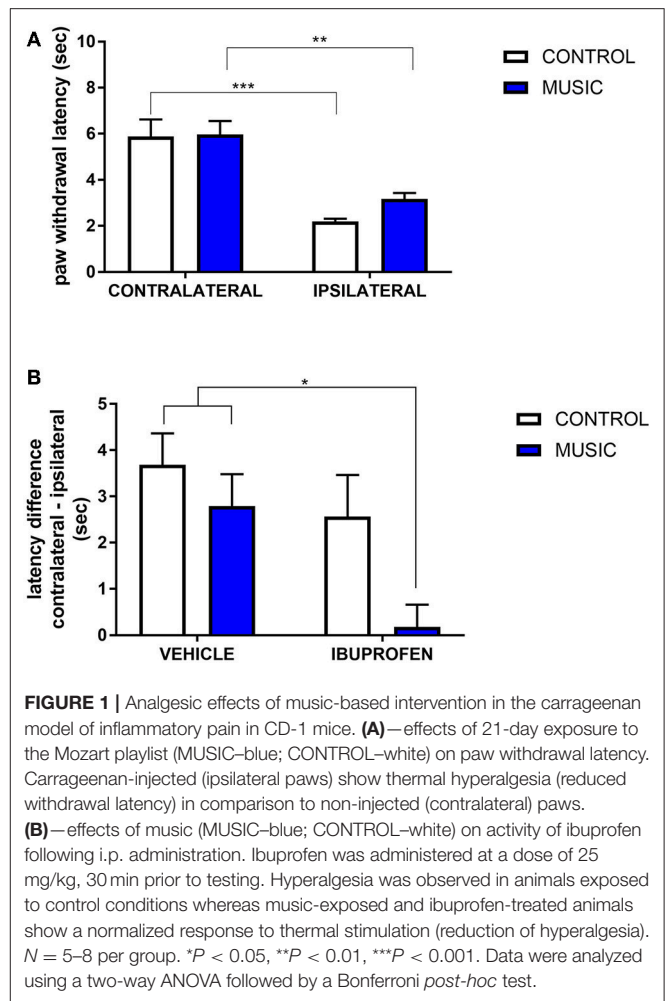 A
paw withdrawal latency (sec)
10
8
6
4
2
0
**
***
CONTROL
MUSIC
CONTRALATERAL IPSILATERAL
B
latency difference
contralateral - ipsilateral
(sec)
5
4
3
2
1
0
*
CONTROL
MUSIC
VEHICLE IBUPROFEN
FIGURE 1 | Analgesic effects of music-based intervention in the carrageenan
model of inflammatory pain in CD-1 mice. (A)—effects of 21-day exposure to
the Mozart playlist (MUSIC–blue; CONTROL–white) on paw withdrawal latency.
Carrageenan-injected (ipsilateral paws) show thermal hyperalgesia (reduced
withdrawal latency) in comparison to non-injected (contralateral) paws.
(B)—effects of music (MUSIC–blue; CONTROL–white) on activity of ibuprofen
following i.p. administration. Ibuprofen was administered at a dose of 25
mg/kg, 30 min prior to testing. Hyperalgesia was observed in animals exposed
to control conditions whereas music-exposed and ibuprofen-treated animals
show a normalized response to thermal stimulation (reduction of hyperalgesia).
N = 5–8 per group. *P < 0.05, **P < 0.01, ***P < 0.001. Data were analyzed
using a two-way ANOVA followed by a Bonferroni post-hoc test.